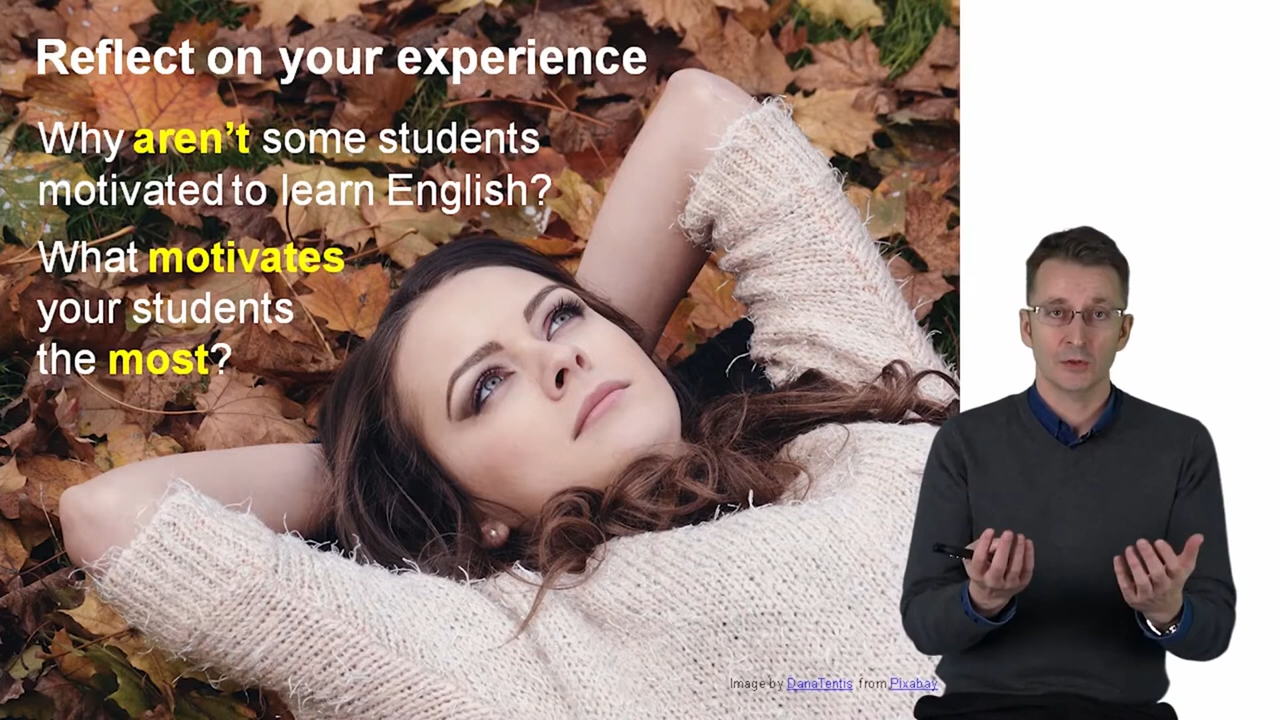 Reflect on your experience
Why aren't some students
motivated to learn English?
What motivates
your students
the most?
Image by DanaTentis from Pixabay